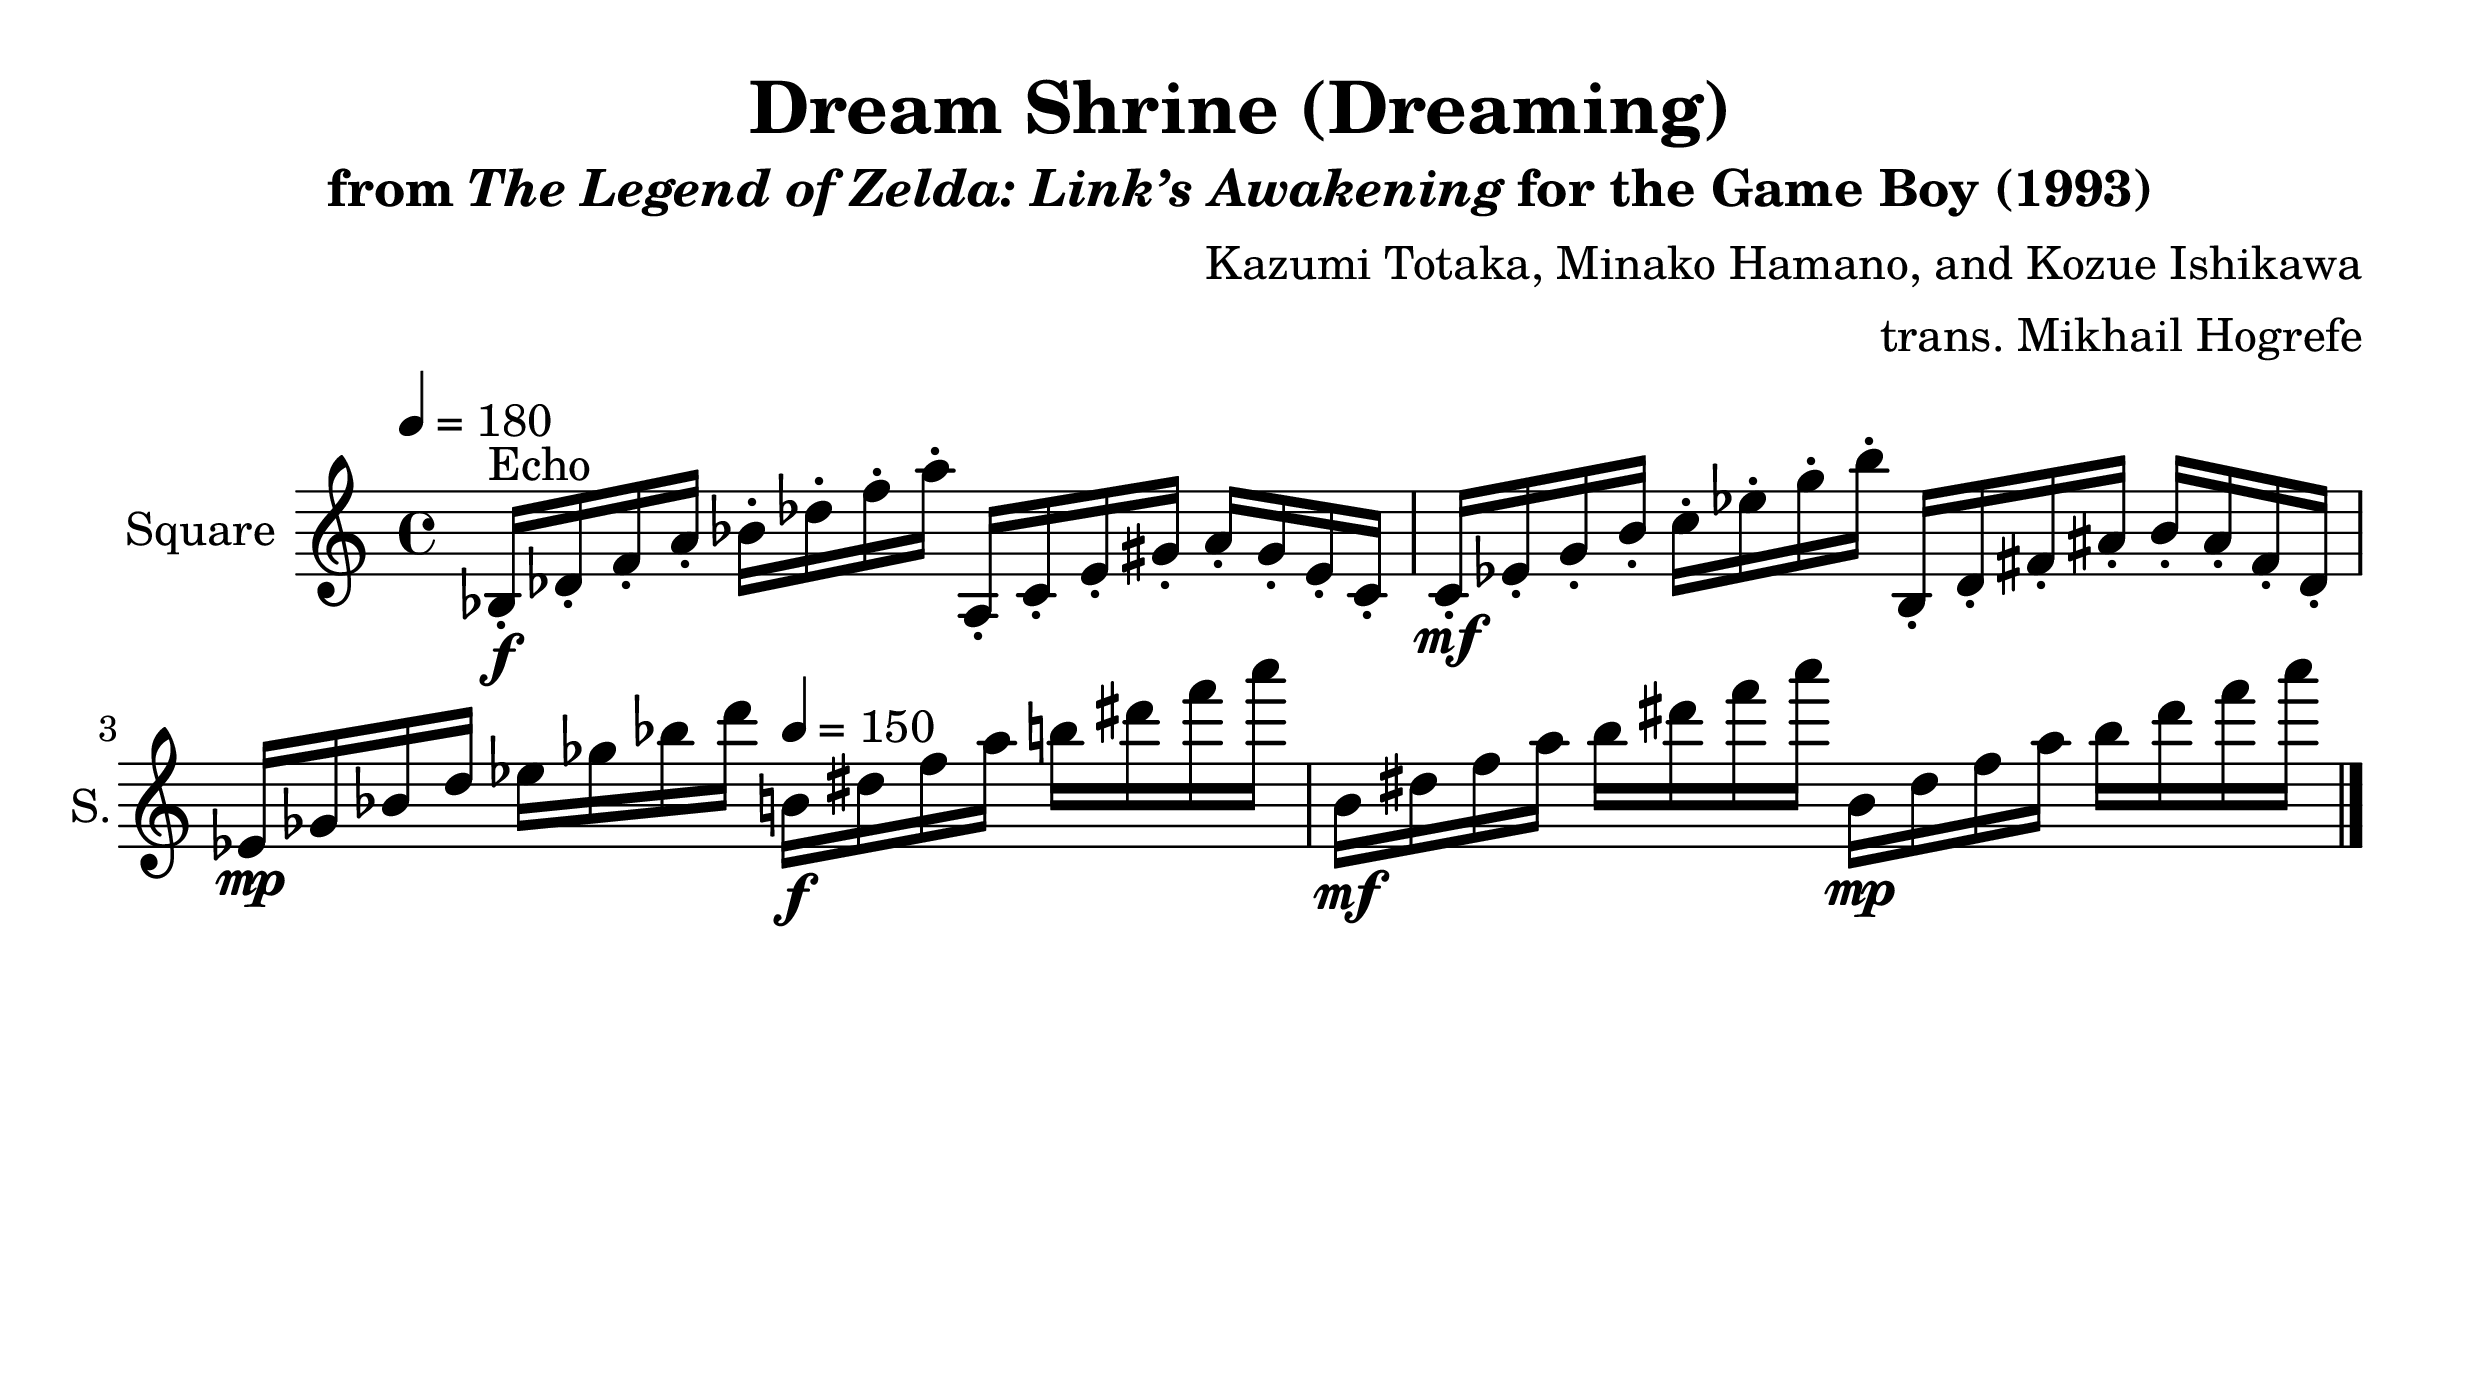 Dream Shrine (Dreaming)
from The Legend of Zelda: Link’s Awakening for the Game Boy (1993)
Kazumi Totaka, Minako Hamano, and Kozue Ishikawa
trans. Mikhail Hogrefe
= 180
Echo
Square
f
mf
3
= 150
S.
mp
f
mf
mp